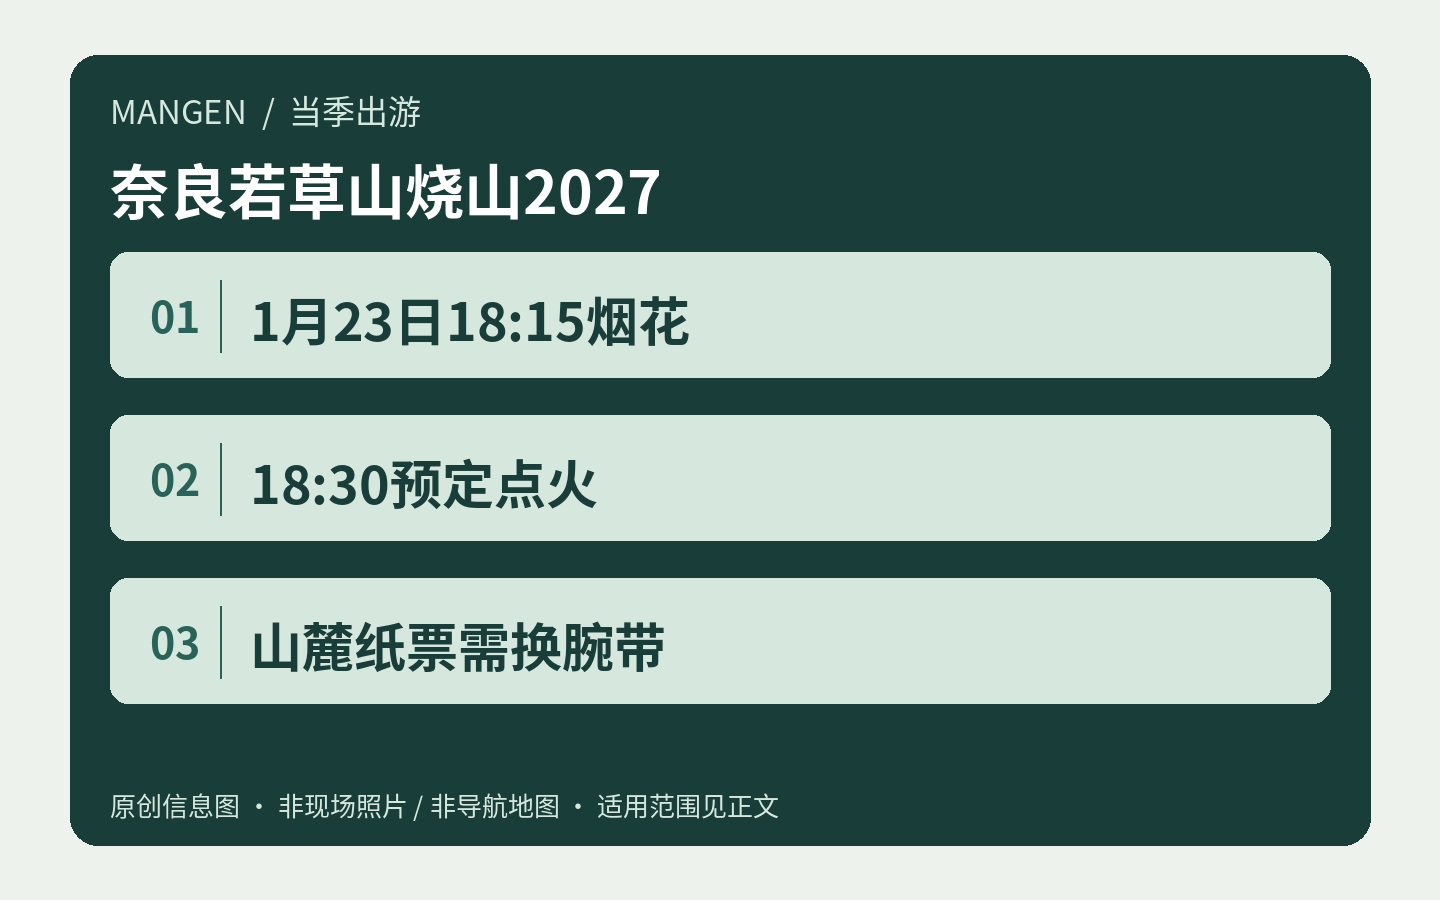 MANGEN / 当季出游
奈良若草山烧山2027
01 1月23日18:15烟花
02 18:30预定点火
03 山麓纸票需换腕带
原创信息图 • 非现场照片 / 非导航地图 • 适用范围见正文